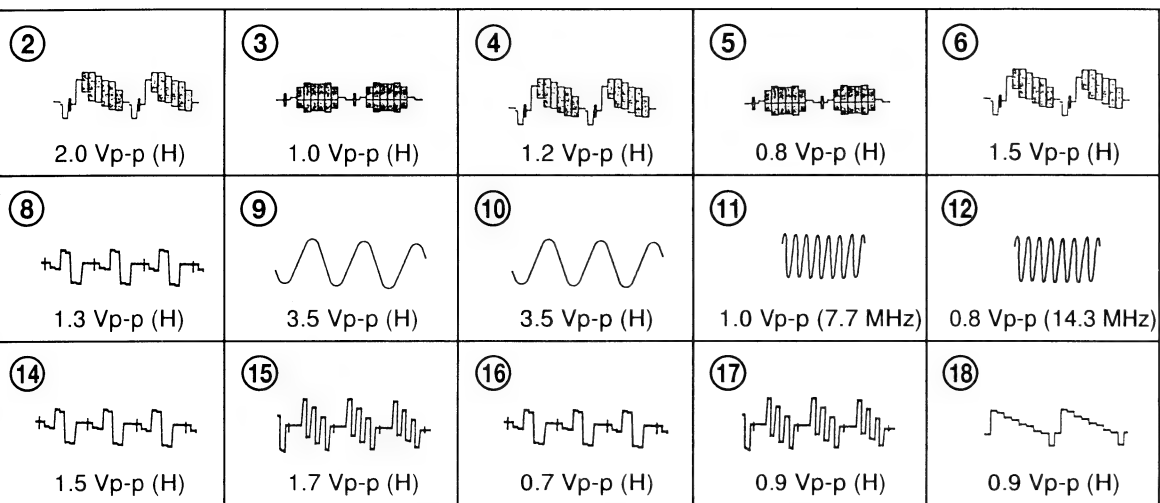 ② ③ ④ ⑤ ⑥
2.0 Vp-p (H) 1.0 Vp-p (H) 1.2 Vp-p (H) 0.8 Vp-p (H) 1.5 Vp-p (H)
⑧ ⑨ ⑩ ⑪ ⑫
1.3 Vp-p (H) 3.5 Vp-p (H) 3.5 Vp-p (H) 1.0 Vp-p (7.7 MHz) 0.8 Vp-p (14.3 MHz)
⑭ ⑮ ⑯ ⑰ ⑱
1.5 Vp-p (H) 1.7 Vp-p (H) 0.7 Vp-p (H) 0.9 Vp-p (H) 0.9 Vp-p (H)